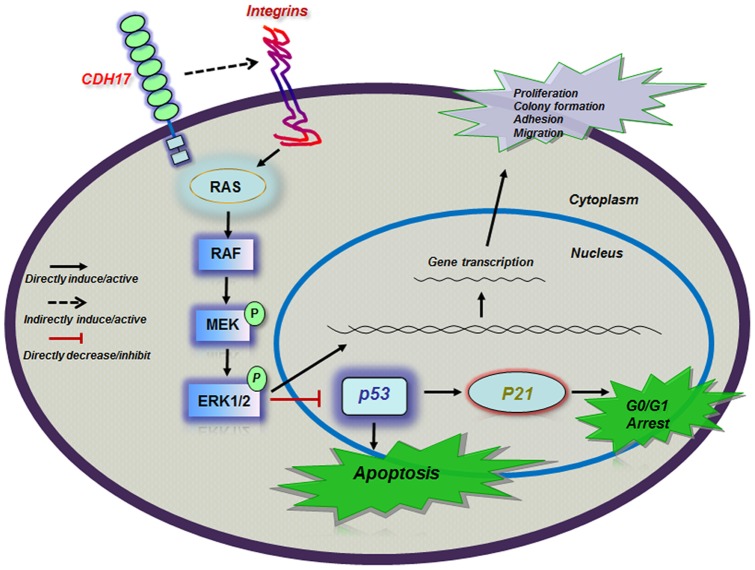 Integrins
CDH17
Proliferation
Colony formation
Adhesion
Migration
RAS
Cytoplasm
Nucleus
RAF
Gene transcription
Directly induce/active
Indirectly induce/active
Directly decrease/inhibit
MEK
P
ERK1/2
P
p53
P21
G0/G1
Arrest
Apoptosis